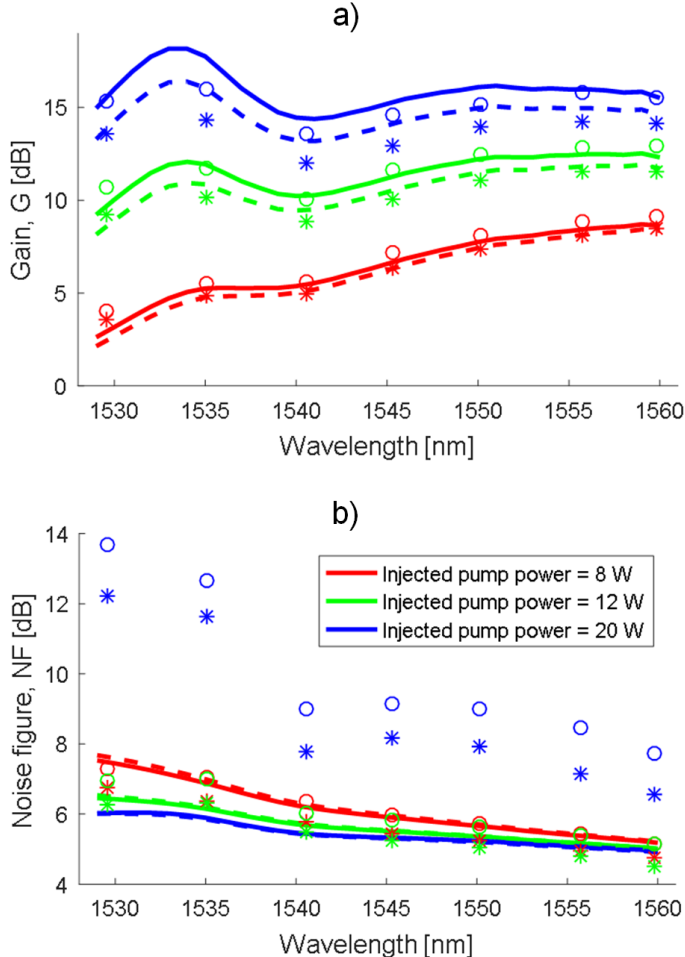 a)
Gain, G [dB]
15
10
5
0
1530 1535 1540 1545 1550 1555 1560
Wavelength [nm]
b)
Noise figure, NF [dB]
14
12
10
8
6
4
Injected pump power = 8 W
Injected pump power = 12 W
Injected pump power = 20 W
1530 1535 1540 1545 1550 1555 1560
Wavelength [nm]